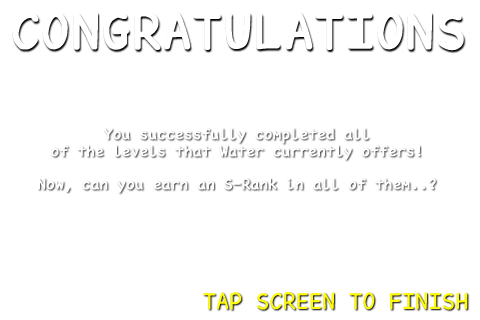 CONGRATULATIONS
You successfully completed all
of the levels that Water currently offers!
Now, can you earn an S-Rank in all of them..?
TAP SCREEN TO FINISH